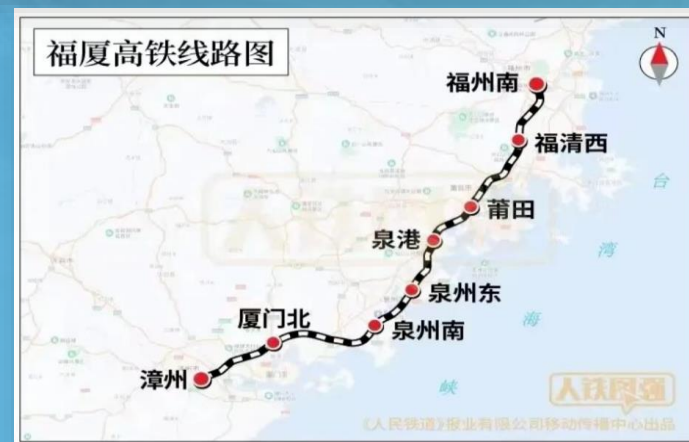 福厦高铁线路图
N
福州南
福清西
莆田
泉港
泉州东
泉州南
厦门北
漳州
台
湾
海
峡
人铁图强
《人民铁道》报业有限公司移动传播中心出品